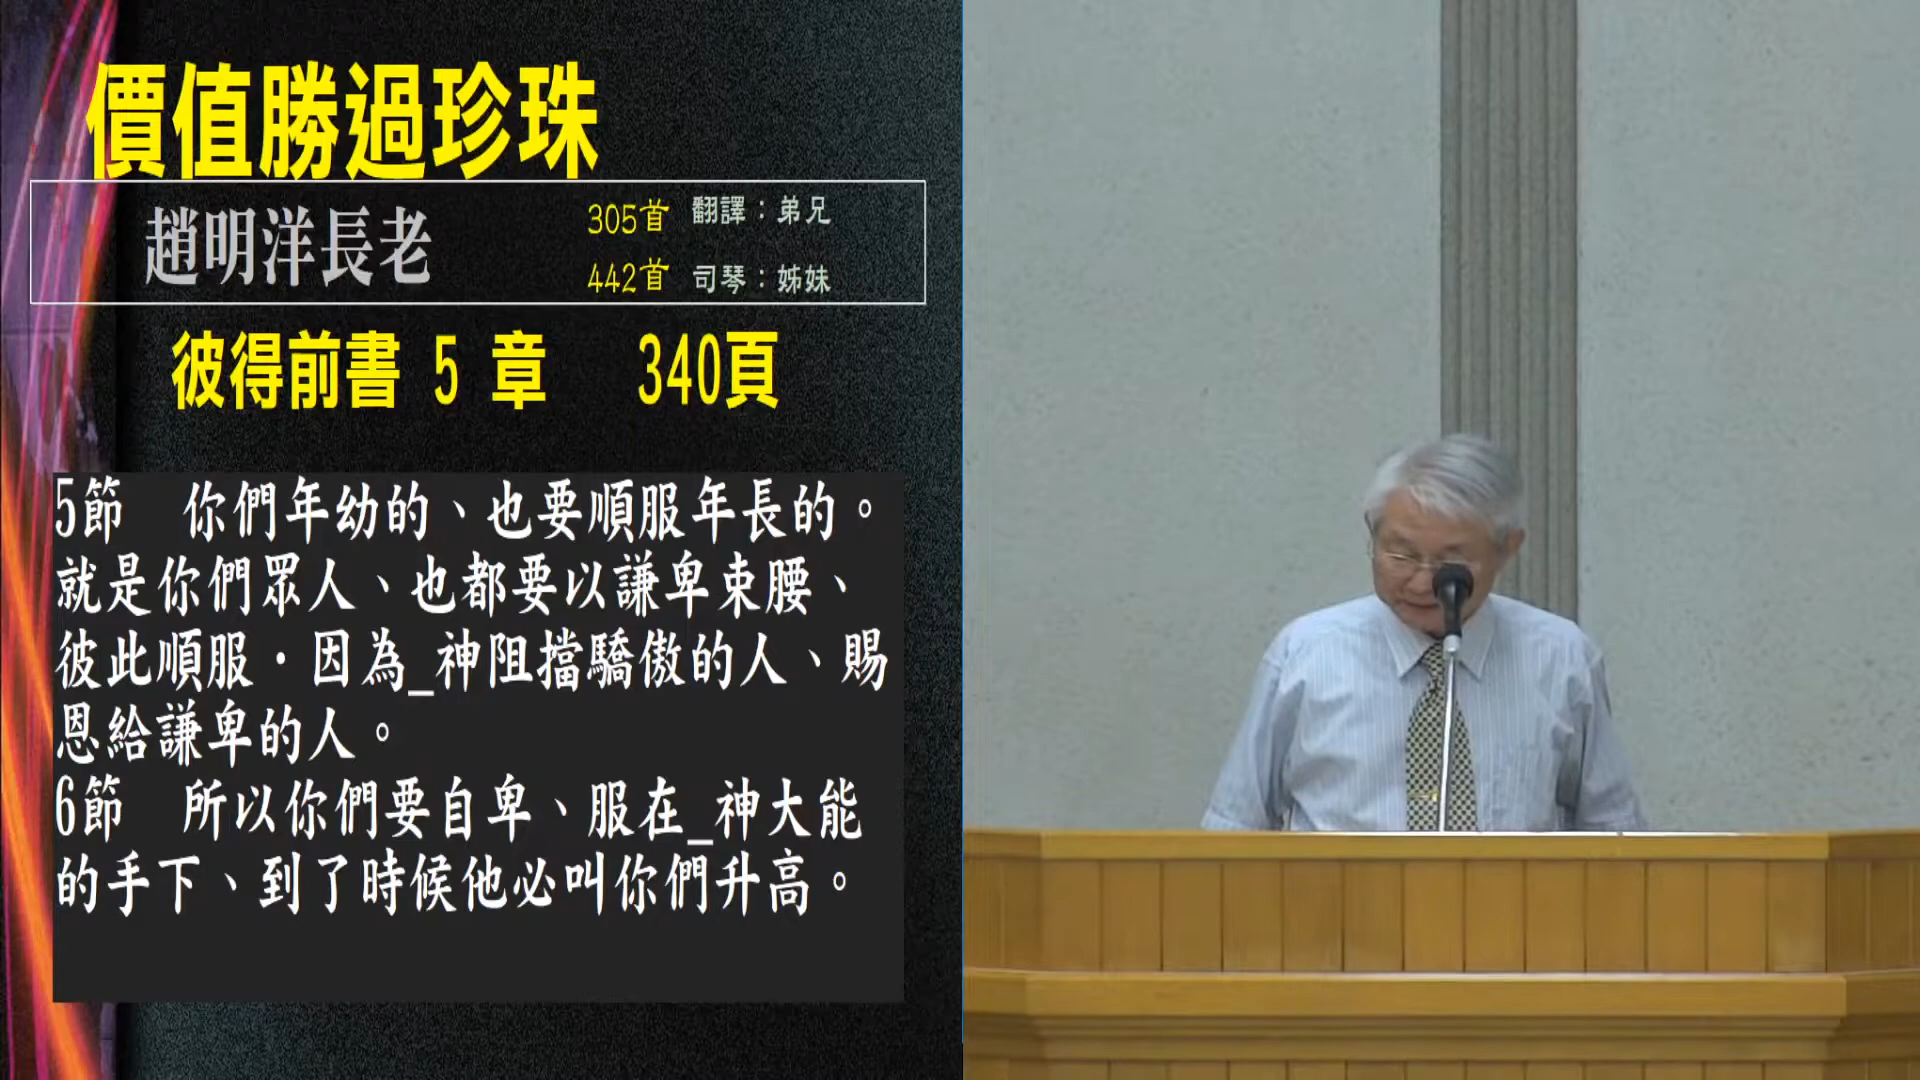 價值勝過珍珠
趙明洋長老
305首 翻譯：弟兄
442首 司琴：姊妹
彼得前書 5 章 340頁
5節 你們年幼的、也要順服年長的。
就是你們眾人、也都要以謙卑束腰、
彼此順服．因為_神阻擋驕傲的人、賜
恩給謙卑的人。
6節 所以你們要自卑、服在_神大能
的手下、到了時候他必叫你們升高。